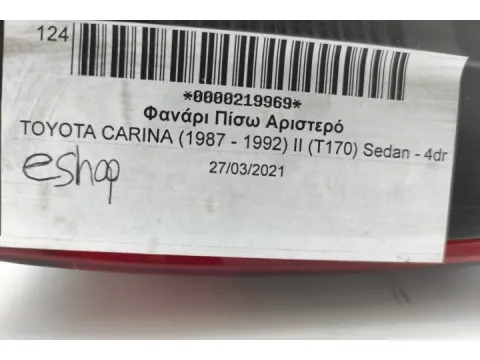 124
*0000219969*
Φανάρι Πίσω Αριστερό
TOYOTA CARINA (1987 - 1992) II (T170) Sedan - 4dr
eshop
27/03/2021